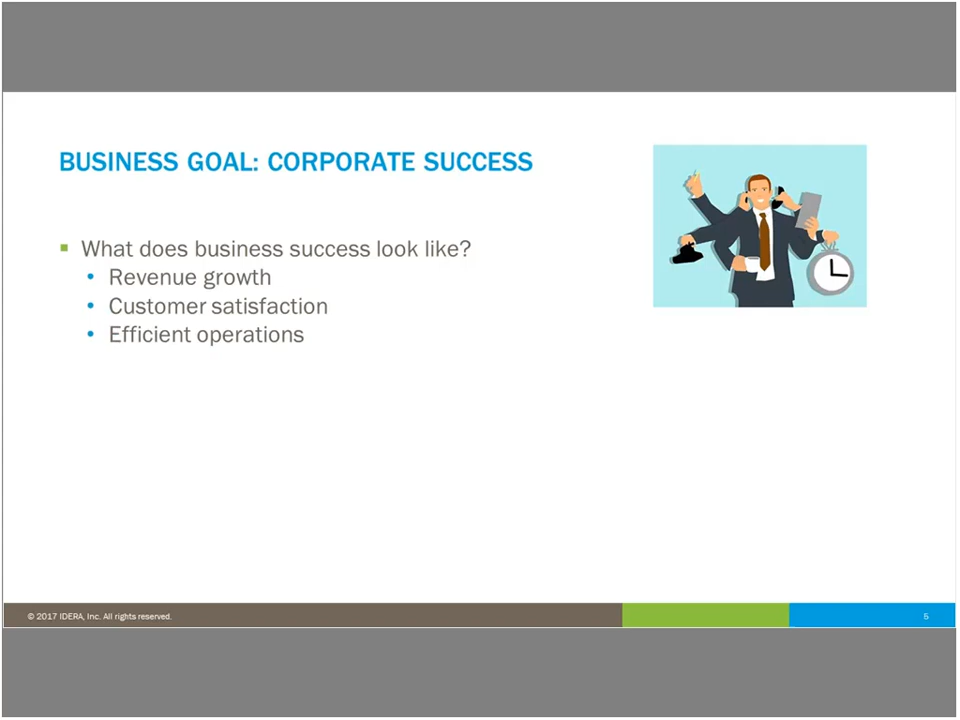 BUSINESS GOAL: CORPORATE SUCCESS
What does business success look like?
Revenue growth
Customer satisfaction
Efficient operations
© 2017 IDERA, Inc. All rights reserved.
5